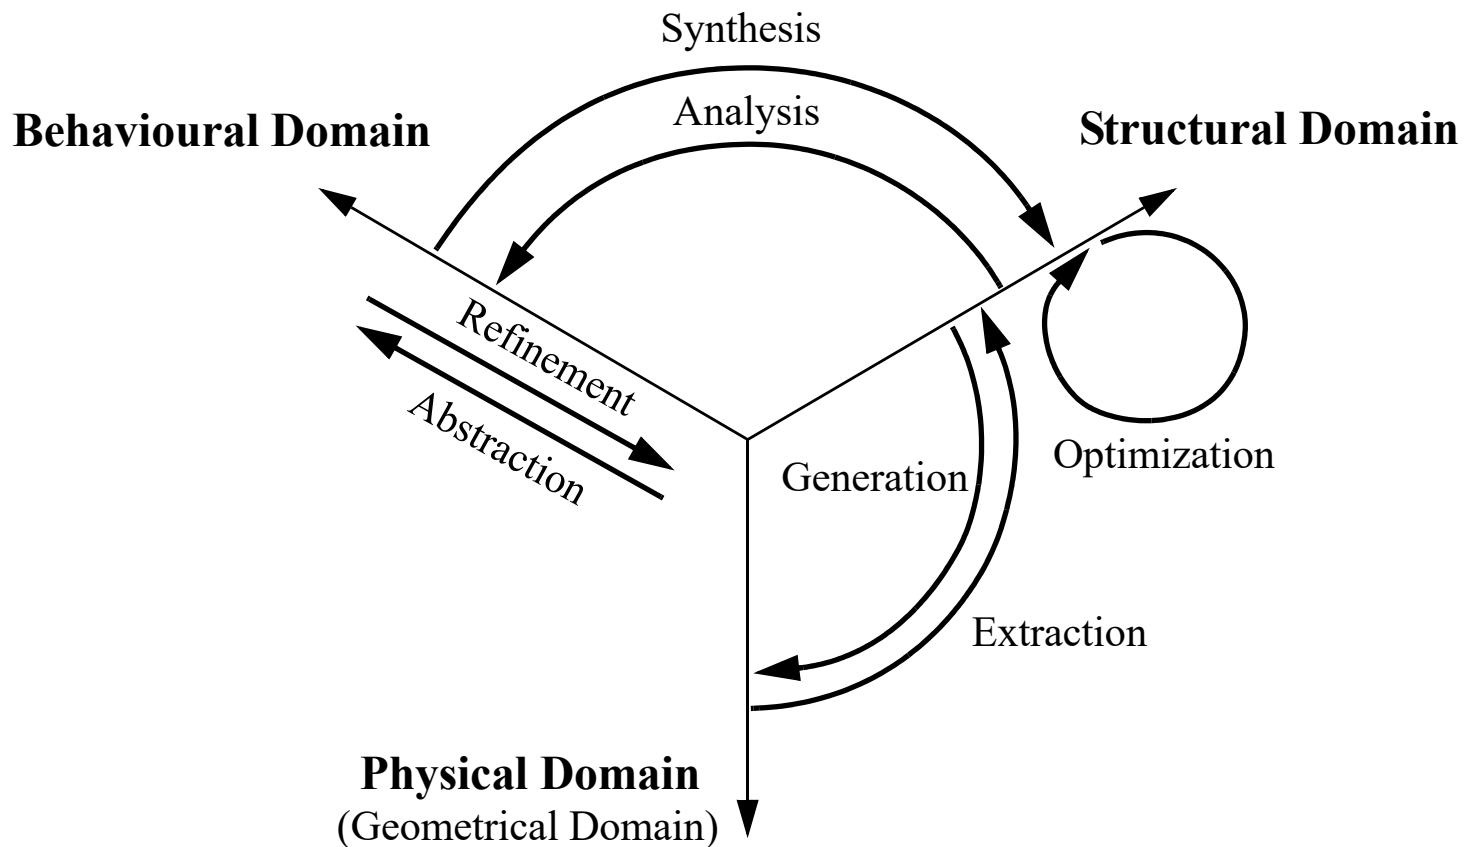 Synthesis
Analysis
Behavioural Domain
Structural Domain
Refinement
Abstraction
Generation
Optimization
Extraction
Physical Domain
(Geometrical Domain)